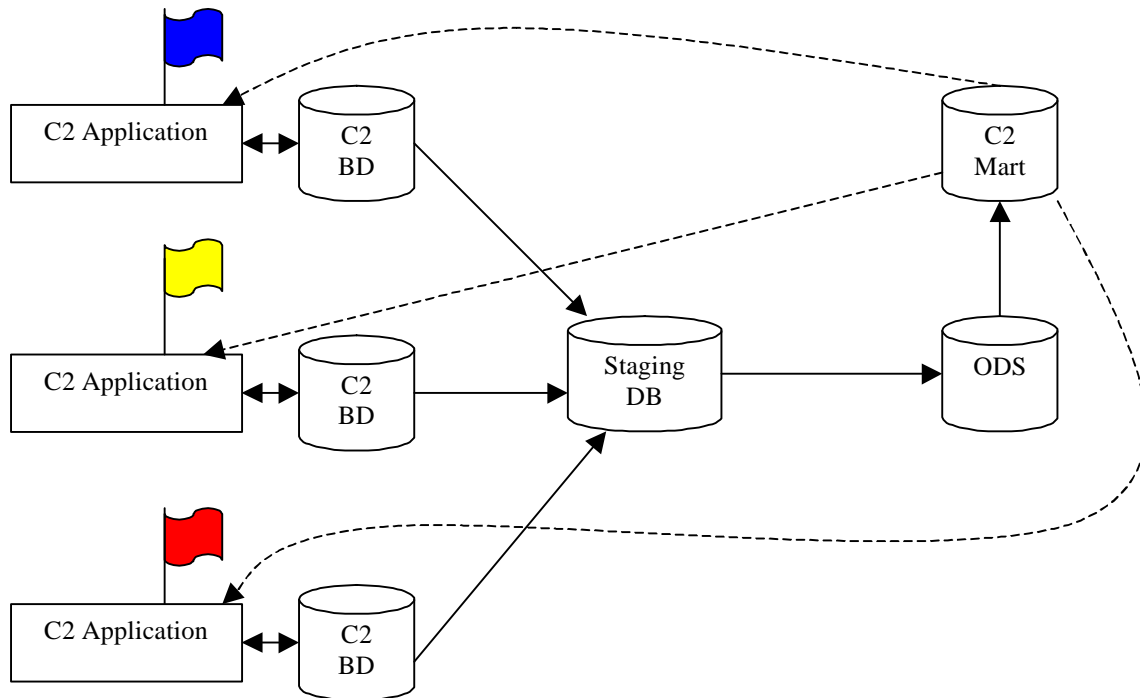 C2 Application
C2
BD
C2
Mart
C2 Application
C2
BD
Staging
DB
ODS
C2 Application
C2
BD